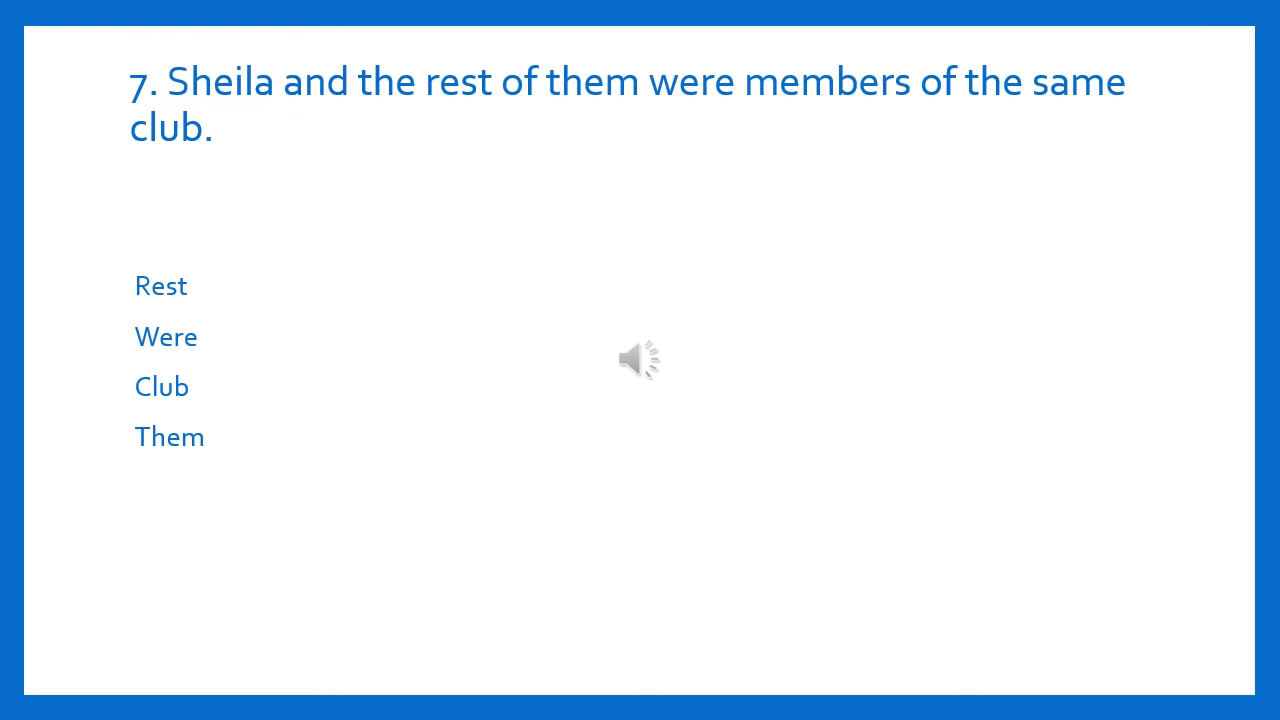 7. Sheila and the rest of them were members of the same
club.
Rest
Were
Club
Them